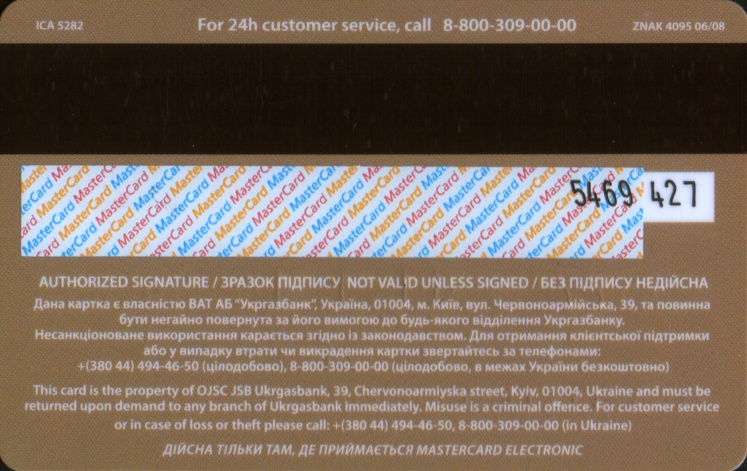 ICA 5282 For 24h customer service, call 8-800-309-00-00 ZNAK 4095 06/08
5469 427
AUTHORIZED SIGNATURE / ЗРАЗОК ПІДПИСУ NOT VALID UNLESS SIGNED / БЕЗ ПІДПИСУ НЕДІЙСНА
Дана картка є власністю ВАТ АБ "Укргазбанк", Україна, 01004, м. Київ, вул. Червоноармійська, 39, та повинна
бути негайно повернута за його вимогою до будь-якого відділення Укргазбанку.
Несанкціоноване використання карається згідно із законодавством. Для отримання клієнтської підтримки
або у випадку втрати чи викрадення картки звертайтесь за телефонами:
+(380 44) 494-46-50 (цілодобово), 8-800-309-00-00 (цілодобово, в межах України безкоштовно)
This card is the property of OJSC JSB Ukrgasbank, 39, Chervonoarmiyska street, Kyiv, 01004, Ukraine and must be
returned upon demand to any branch of Ukrgasbank immediately. Misuse is a criminal offence. For customer service
or in case of loss or theft please call: +(380 44) 494-46-50, 8-800-309-00-00 (in Ukraine)
ДІЙСНА ТІЛЬКИ ТАМ, ДЕ ПРИЙМАЄТЬСЯ MASTERCARD ELECTRONIC